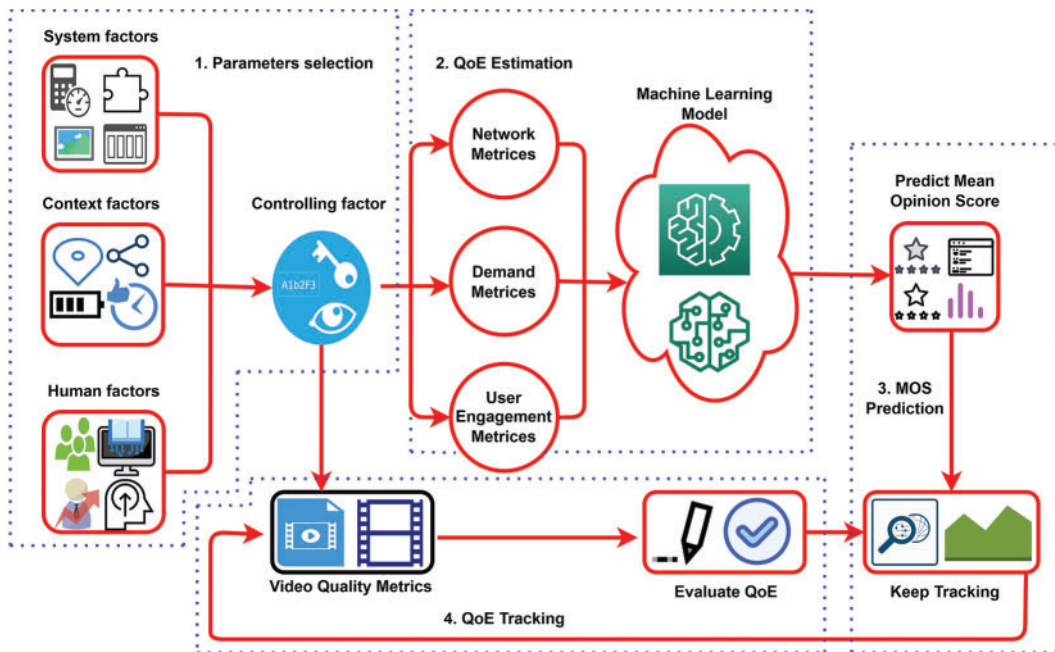 System factors
1. Parameters selection
2. QoE Estimation
Machine Learning
Model
Network
Metrices
Predict Mean
Opinion Score
Context factors
Controlling factor
A1b2F3
Demand
Metrices
Human factors
User
Engagement
Metrices
3. MOS
Prediction
Video Quality Metrics
Evaluate QoE
Keep Tracking
4. QoE Tracking